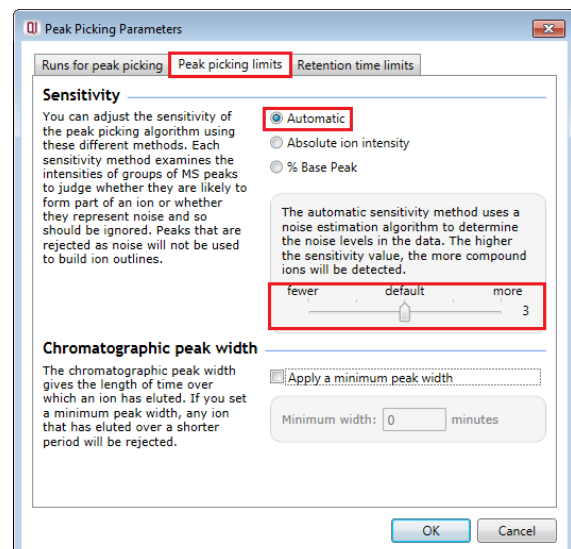 QI Peak Picking Parameters
Runs for peak picking Peak picking limits Retention time limits
Sensitivity
You can adjust the sensitivity of
the peak picking algorithm using
these different methods. Each
sensitivity method examines the
intensities of groups of MS peaks
to judge whether they are likely to
form part of an ion or whether
they represent noise and so
should be ignored. Peaks that are
rejected as noise will not be used
to build ion outlines.
Automatic
Absolute ion intensity
% Base Peak
The automatic sensitivity method uses a
noise estimation algorithm to determine
the noise levels in the data. The higher
the sensitivity value, the more compound
ions will be detected.
fewer default more
3
Chromatographic peak width
The chromatographic peak width
gives the length of time over
which an ion has eluted. If you set
a minimum peak width, any ion
that has eluted over a shorter
period will be rejected.
Apply a minimum peak width
Minimum width: 0 minutes
OK Cancel